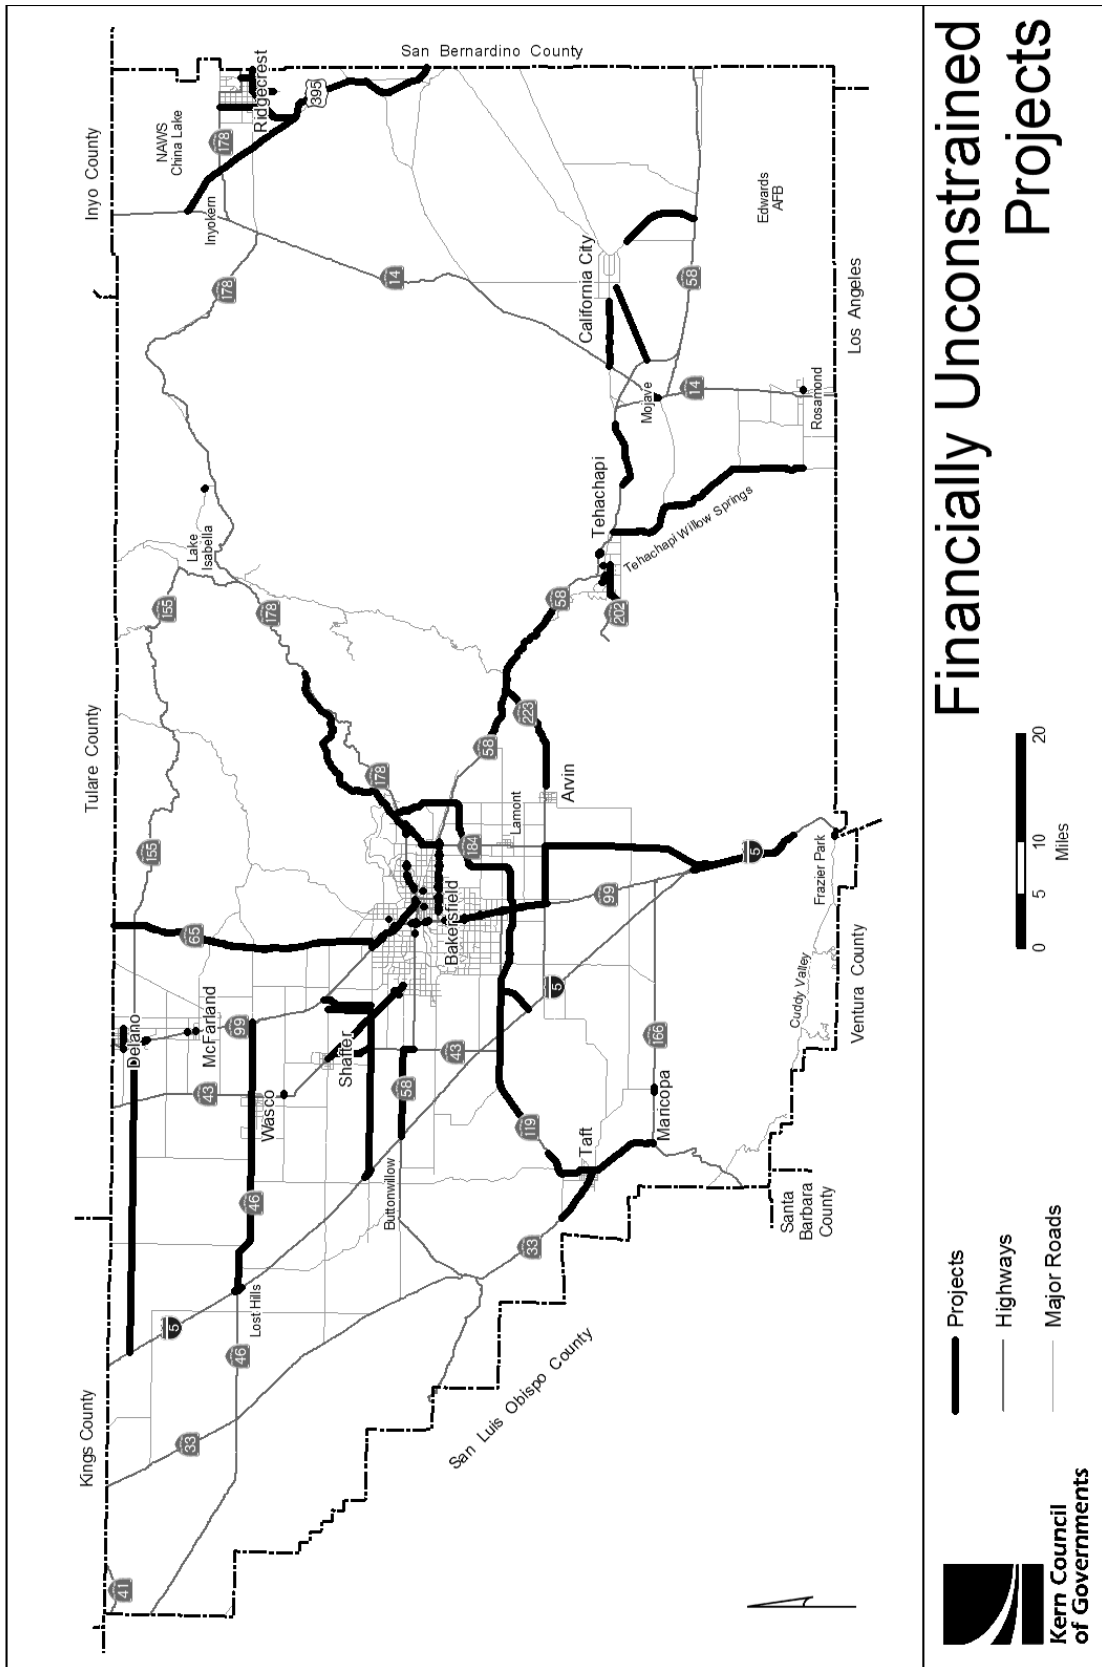 Kings County
Tulare County
Inyo County
San Bernardino County
41
33
46
5
Lost Hills
46
Delano
McFarland
99
43
Wasco
65
155
155
Lake
Isabella
178
178
178
Inyokern
NAWS
China Lake
Ridgecrest
395
14
Shafter
58
43
Buttonwillow
33
Bakersfield
178
184
58
Lamont
223
Arvin
58
202
Tehachapi
Tehachapi Willow Springs
Mojave
California City
58
14
Edwards
AFB
Rosamond
Los Angeles
119
Taft
Maricopa
166
5
99
5
Frazier Park
Cuddy Valley
Ventura County
Santa
Barbara
County
San Luis Obispo County
Kern Council
of Governments
Projects
Highways
Major Roads
0 5 10 20
Miles
Financially Unconstrained
Projects